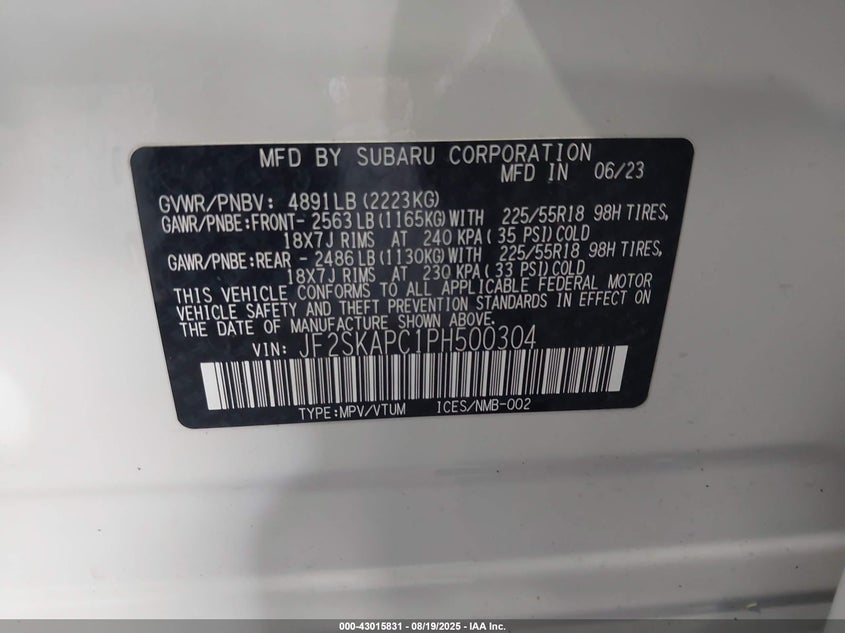 MFD BY SUBARU CORPORATION
MFD IN 06/23
GVWR/PNBV: 4891LB (2223KG)
GAWR/PNBE:FRONT- 2563LB (1165KG)WITH 225/55R18 98H TIRES,
18X7J RIMS AT 240 KPA( 35 PSI)COLD
GAWR/PNBE:REAR - 2486LB (1130KG)WITH 225/55R18 98H TIRES,
18X7J RIMS AT 230 KPA( 33 PSI)COLD
THIS VEHICLE CONFORMS TO ALL APPLICABLE FEDERAL MOTOR
VEHICLE SAFETY AND THEFT PREVENTION STANDARDS IN EFFECT ON
THE DATE OF MANUFACTURE SHOWN ABOVE.
VIN: JF2SKAPC1PH500304
TYPE:MPV/VTUM ICES/NMB-002
000-43015831 - 08/19/2025 - IAA Inc.